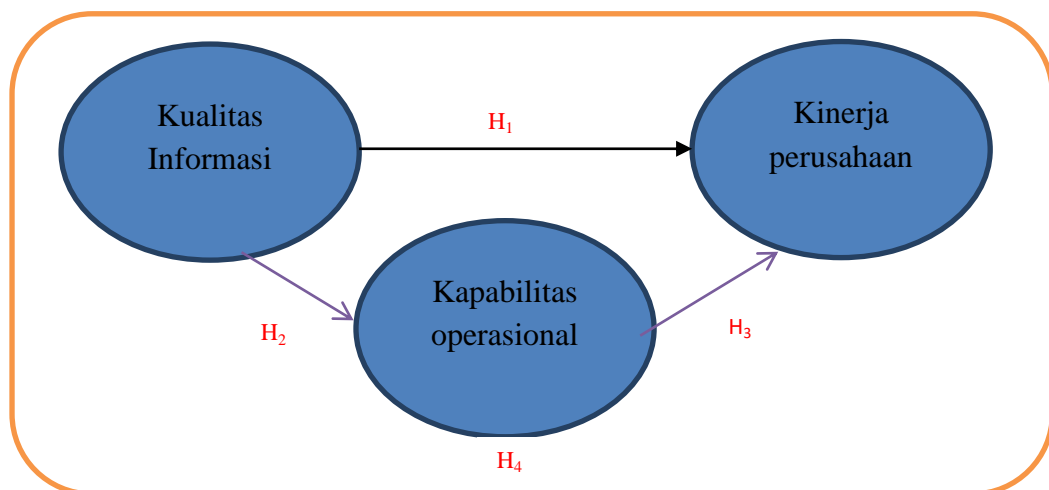 Kualitas
Informasi
H₁
Kinerja
perusahaan
Kapabilitas
operasional
H₂
H₃
H₄